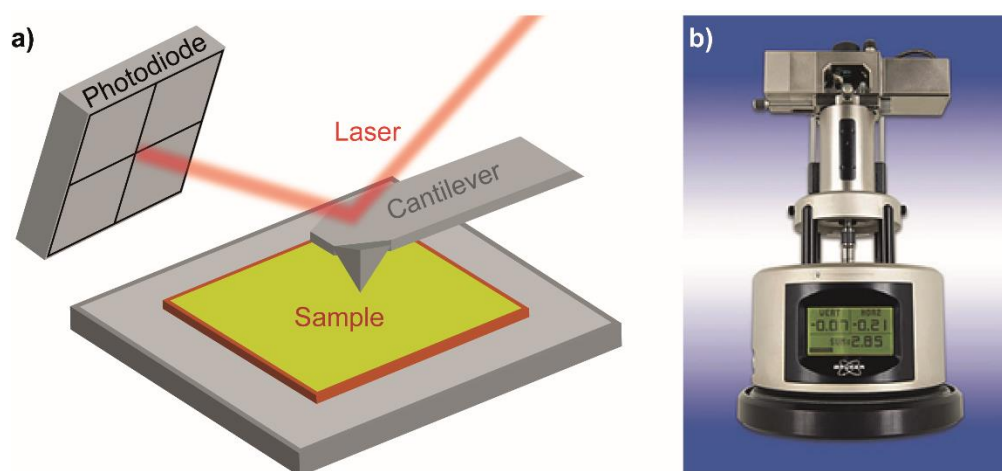 a)
Photodiode
Laser
Cantilever
Sample
b)
VERT HORZ
-0.07 -0.21
SUM=2.85